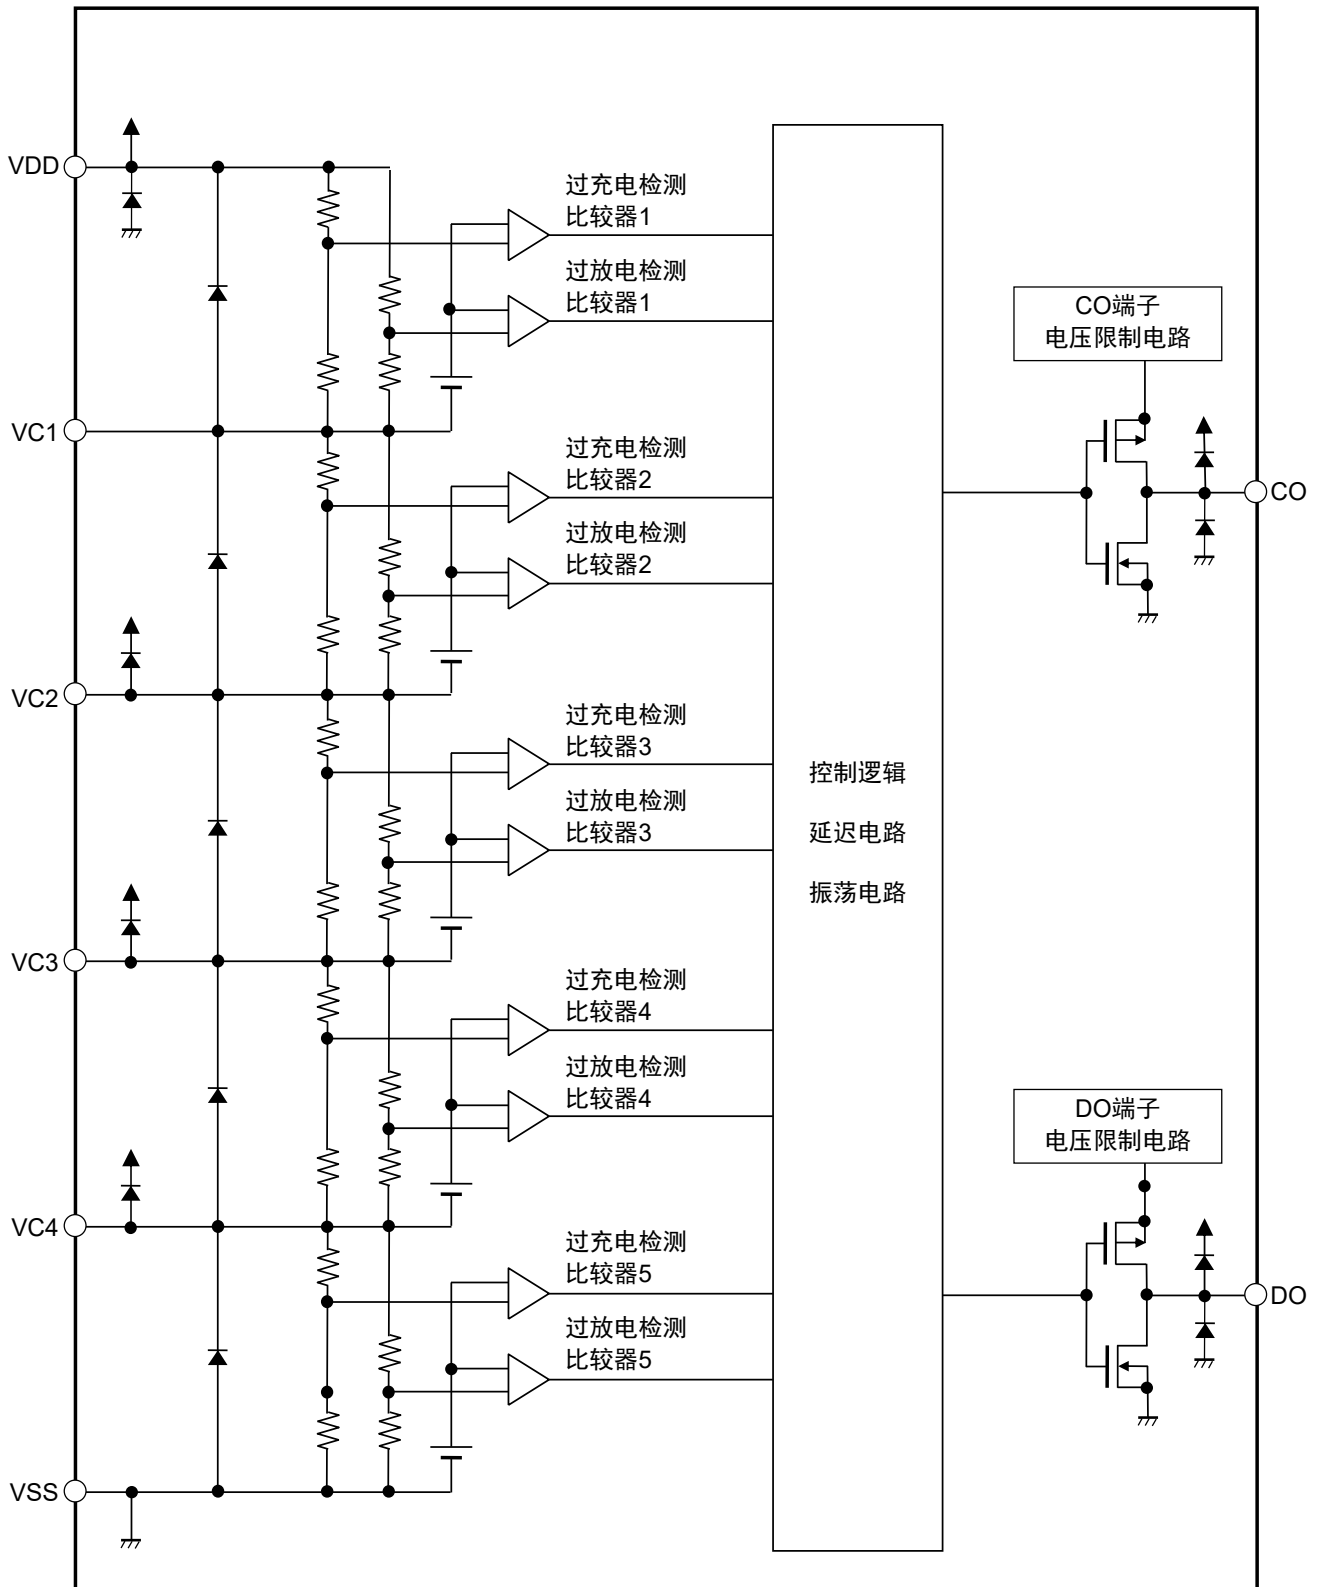 VDD
过充电检测
比较器1
过放电检测
比较器1
CO端子
电压限制电路
VC1
过充电检测
比较器2
CO
过放电检测
比较器2
VC2
过充电检测
比较器3
控制逻辑
过放电检测
比较器3
延迟电路
振荡电路
VC3
过充电检测
比较器4
过放电检测
比较器4
DO端子
电压限制电路
VC4
过充电检测
比较器5
DO
过放电检测
比较器5
VSS